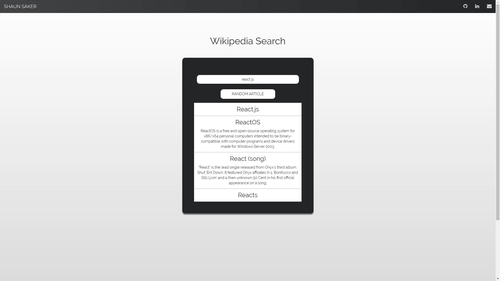 SHAUN SAKER
Wikipedia Search
react js
RANDOM ARTICLE
React.js
ReactOS
ReactOS is a free and open-source operating system for
x86/x64 personal computers intended to be binary-
compatible with computer programs and device drivers
made for Windows Server 2003.
React (song)
"React" is the lead single released from Onyx's third album,
Shut 'Em Down. It featured Onyx affiliates X-1, Bonifucco and
Still Livin' and a then unknown 50 Cent in his first official
appearance on a song.
Reacts